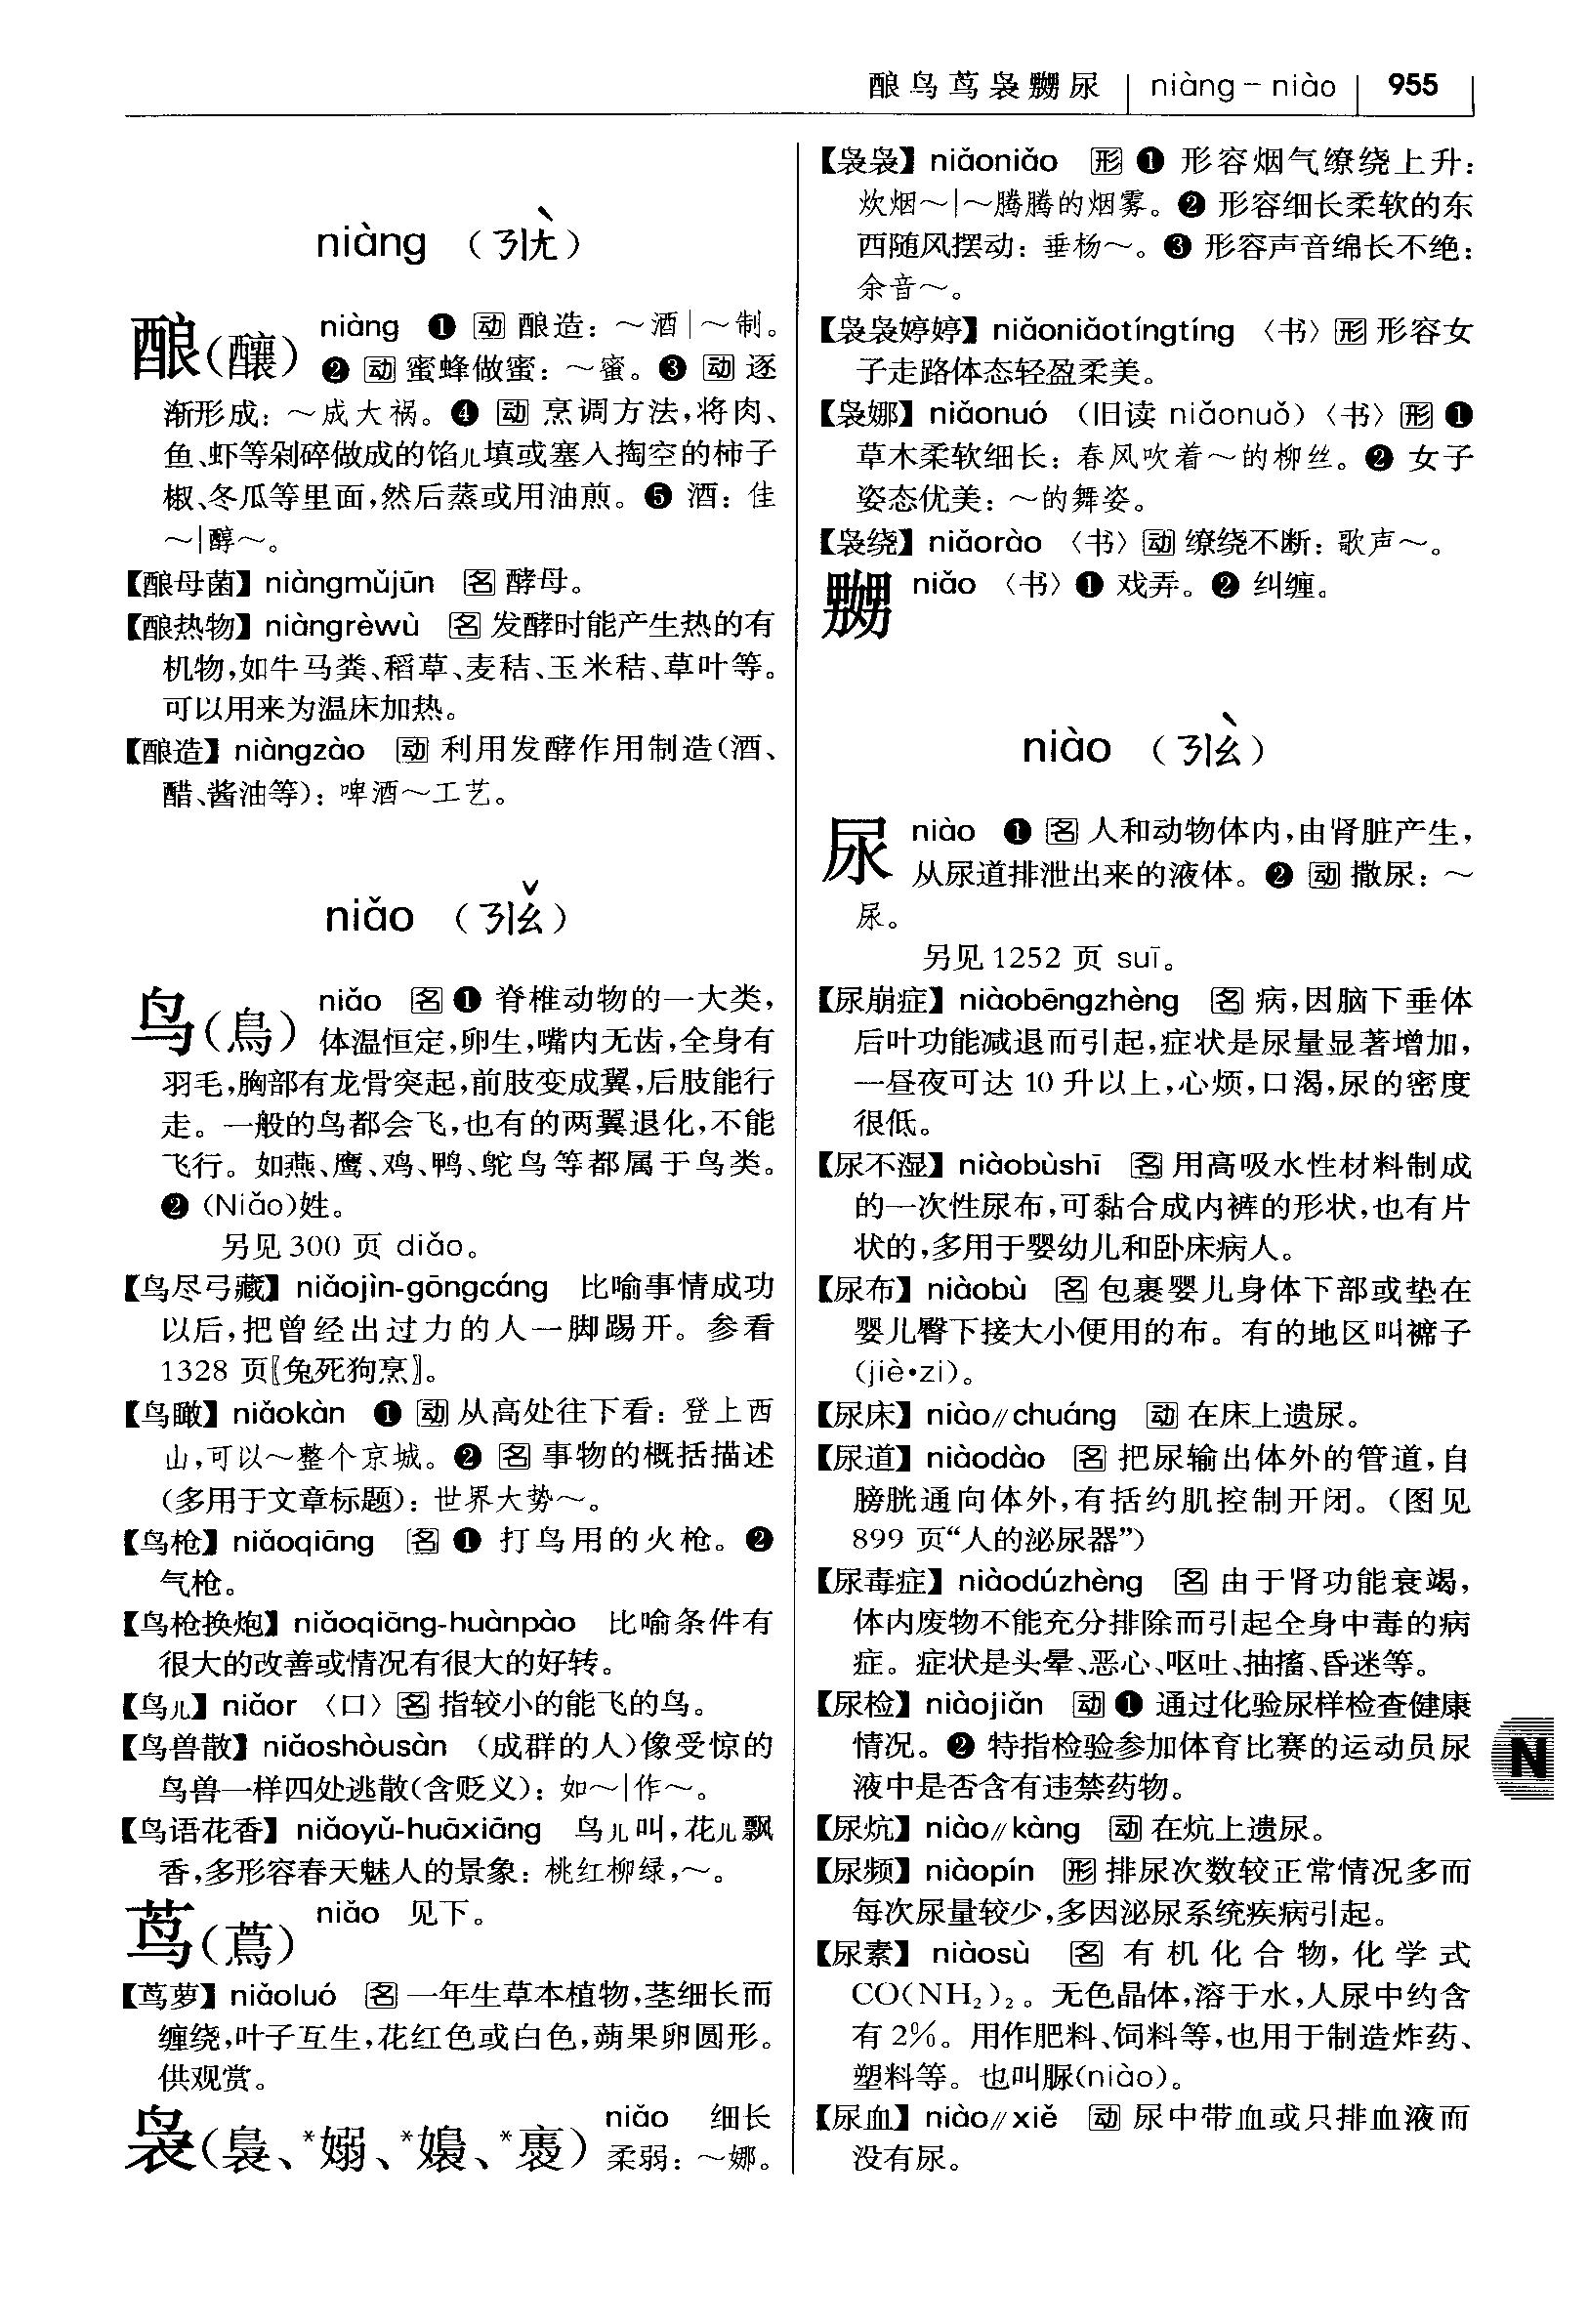 酿鸟茑袅嬲尿 | niàng－niào | 955
niàng （ㄋㄧㄤˋ）
酿（釀） niàng ❶ 动 酿造：～酒｜～制。
❷ 动 蜜蜂做蜜：～蜜。❸ 动 逐
渐形成：～成大祸。❹ 动 烹调方法,将肉、
鱼、虾等剁碎做成的馅儿填或塞入掏空的柿子
椒、冬瓜等里面,然后蒸或用油煎。❺ 酒：佳
～｜醇～。
【酿母菌】niàngmǔjūn 名 酵母。
【酿热物】niàngrèwù 名 发酵时能产生热的有
机物,如牛马粪、稻草、麦秸、玉米秸、草叶等。
可以用来为温床加热。
【酿造】niàngzào 动 利用发酵作用制造(酒、
醋、酱油等)：啤酒～工艺。
niǎo （ㄋㄧㄠˇ）
鸟（鳥） niǎo 名 ❶ 脊椎动物的一大类,
体温恒定,卵生,嘴内无齿,全身有
羽毛,胸部有龙骨突起,前肢变成翼,后肢能行
走。一般的鸟都会飞,也有的两翼退化,不能
飞行。如燕、鹰、鸡、鸭、鸵鸟等都属于鸟类。
❷ (Niǎo)姓。
另见 300 页 diǎo。
【鸟尽弓藏】niǎojìn-gōngcáng 比喻事情成功
以后,把曾经出过力的人一脚踢开。参看
1328 页〖兔死狗烹〗。
【鸟瞰】niǎokàn ❶ 动 从高处往下看：登上西
山,可以～整个京城。❷ 名 事物的概括描述
(多用于文章标题)：世界大势～。
【鸟枪】niǎoqiāng 名 ❶ 打鸟用的火枪。❷
气枪。
【鸟枪换炮】niǎoqiāng-huànpào 比喻条件有
很大的改善或情况有很大的好转。
【鸟儿】niǎor 〈口〉名 指较小的能飞的鸟。
【鸟兽散】niǎoshòusàn (成群的人)像受惊的
鸟兽一样四处逃散(含贬义)：如～｜作～。
【鸟语花香】niǎoyǔ-huāxiāng 鸟儿叫,花儿飘
香,多形容春天魅人的景象：桃红柳绿,～。
茑（蔦） niǎo 见下。
【茑萝】niǎoluó 名 一年生草本植物,茎细长而
缠绕,叶子互生,花红色或白色,蒴果卵圆形。
供观赏。
袅（裊、*嫋、*嬝、*褭） niǎo 细长
柔弱：～娜。
【袅袅】niǎoniǎo 形 ❶ 形容烟气缭绕上升：
炊烟～｜～腾腾的烟雾。❷ 形容细长柔软的东
西随风摆动：垂杨～。❸ 形容声音绵长不绝：
余音～。
【袅袅婷婷】niǎoniǎotíngtíng 〈书〉形 形容女
子走路体态轻盈柔美。
【袅娜】niǎonuó （旧读 niǎonuǒ）〈书〉形 ❶
草木柔软细长：春风吹着～的柳丝。❷ 女子
姿态优美：～的舞姿。
【袅绕】niǎorào 〈书〉动 缭绕不断：歌声～。
嬲 niǎo 〈书〉❶ 戏弄。❷ 纠缠。
niào （ㄋㄧㄠˋ）
尿 niào ❶ 名 人和动物体内,由肾脏产生,
从尿道排泄出来的液体。❷ 动 撒尿：～
尿。
另见 1252 页 suī。
【尿崩症】niàobēngzhèng 名 病,因脑下垂体
后叶功能减退而引起,症状是尿量显著增加,
一昼夜可达 10 升以上,心烦,口渴,尿的密度
很低。
【尿不湿】niàobùshī 名 用高吸水性材料制成
的一次性尿布,可黏合成内裤的形状,也有片
状的,多用于婴幼儿和卧床病人。
【尿布】niàobù 名 包裹婴儿身体下部或垫在
婴儿臀下接大小便用的布。有的地区叫褯子
(jiè·zi)。
【尿床】niào∥chuáng 动 在床上遗尿。
【尿道】niàodào 名 把尿输出体外的管道,自
膀胱通向体外,有括约肌控制开闭。(图见
899 页“人的泌尿器”)
【尿毒症】niàodúzhèng 名 由于肾功能衰竭,
体内废物不能充分排除而引起全身中毒的病
症。症状是头晕、恶心、呕吐、抽搐、昏迷等。
【尿检】niàojiǎn 动 ❶ 通过化验尿样检查健康
情况。❷ 特指检验参加体育比赛的运动员尿
液中是否含有违禁药物。
【尿炕】niào∥kàng 动 在炕上遗尿。
【尿频】niàopín 形 排尿次数较正常情况多而
每次尿量较少,多因泌尿系统疾病引起。
【尿素】niàosù 名 有机化合物,化学式
CO(NH₂)₂。无色晶体,溶于水,人尿中约含
有 2%。用作肥料、饲料等,也用于制造炸药、
塑料等。也叫脲(niào)。
【尿血】niào∥xiě 动 尿中带血或只排血液而
没有尿。
N